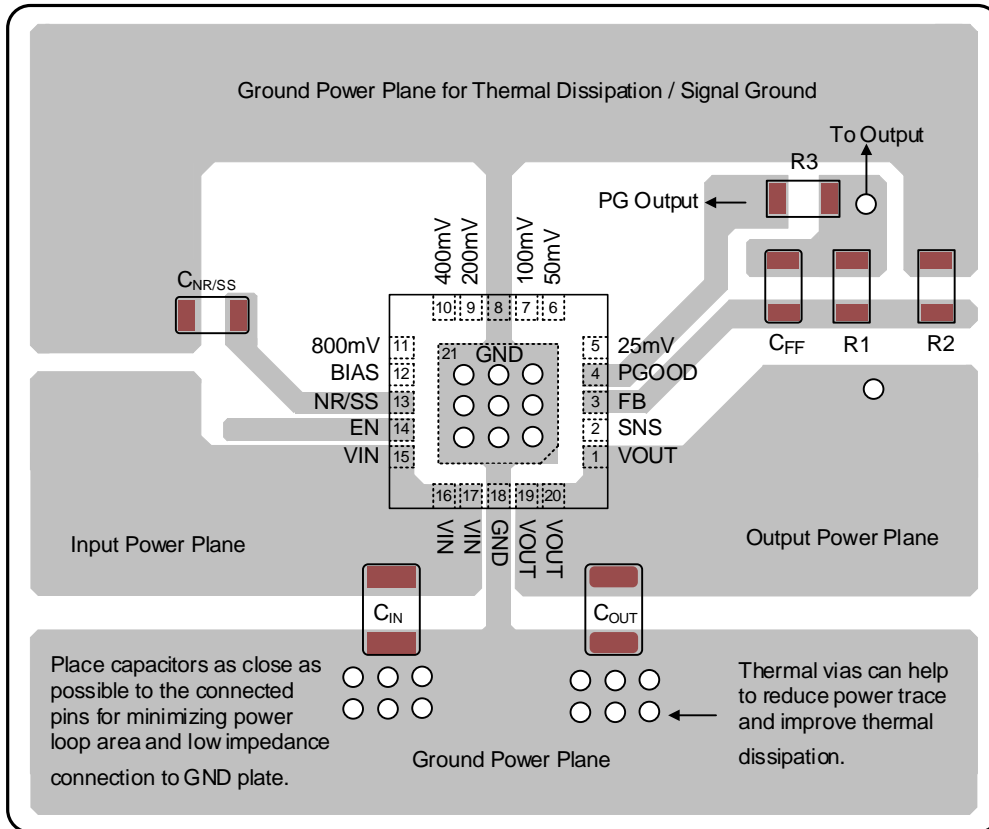 Ground Power Plane for Thermal Dissipation / Signal Ground
To Output
R3
PG Output
400mV
200mV
100mV
50mV
CNR/SS
10
9
8
7
6
800mV
11
21
GND
5
25mV
BIAS
12
4
PGOOD
NR/SS
13
3
FB
EN
14
2
SNS
VIN
15
1
VOUT
CFF
R1
R2
16
17
18
19
20
VIN
VIN
GND
VOUT
VOUT
Input Power Plane
Output Power Plane
CIN
COUT
Place capacitors as close as
possible to the connected
pins for minimizing power
loop area and low impedance
connection to GND plate.
Thermal vias can help
to reduce power trace
and improve thermal
dissipation.
Ground Power Plane